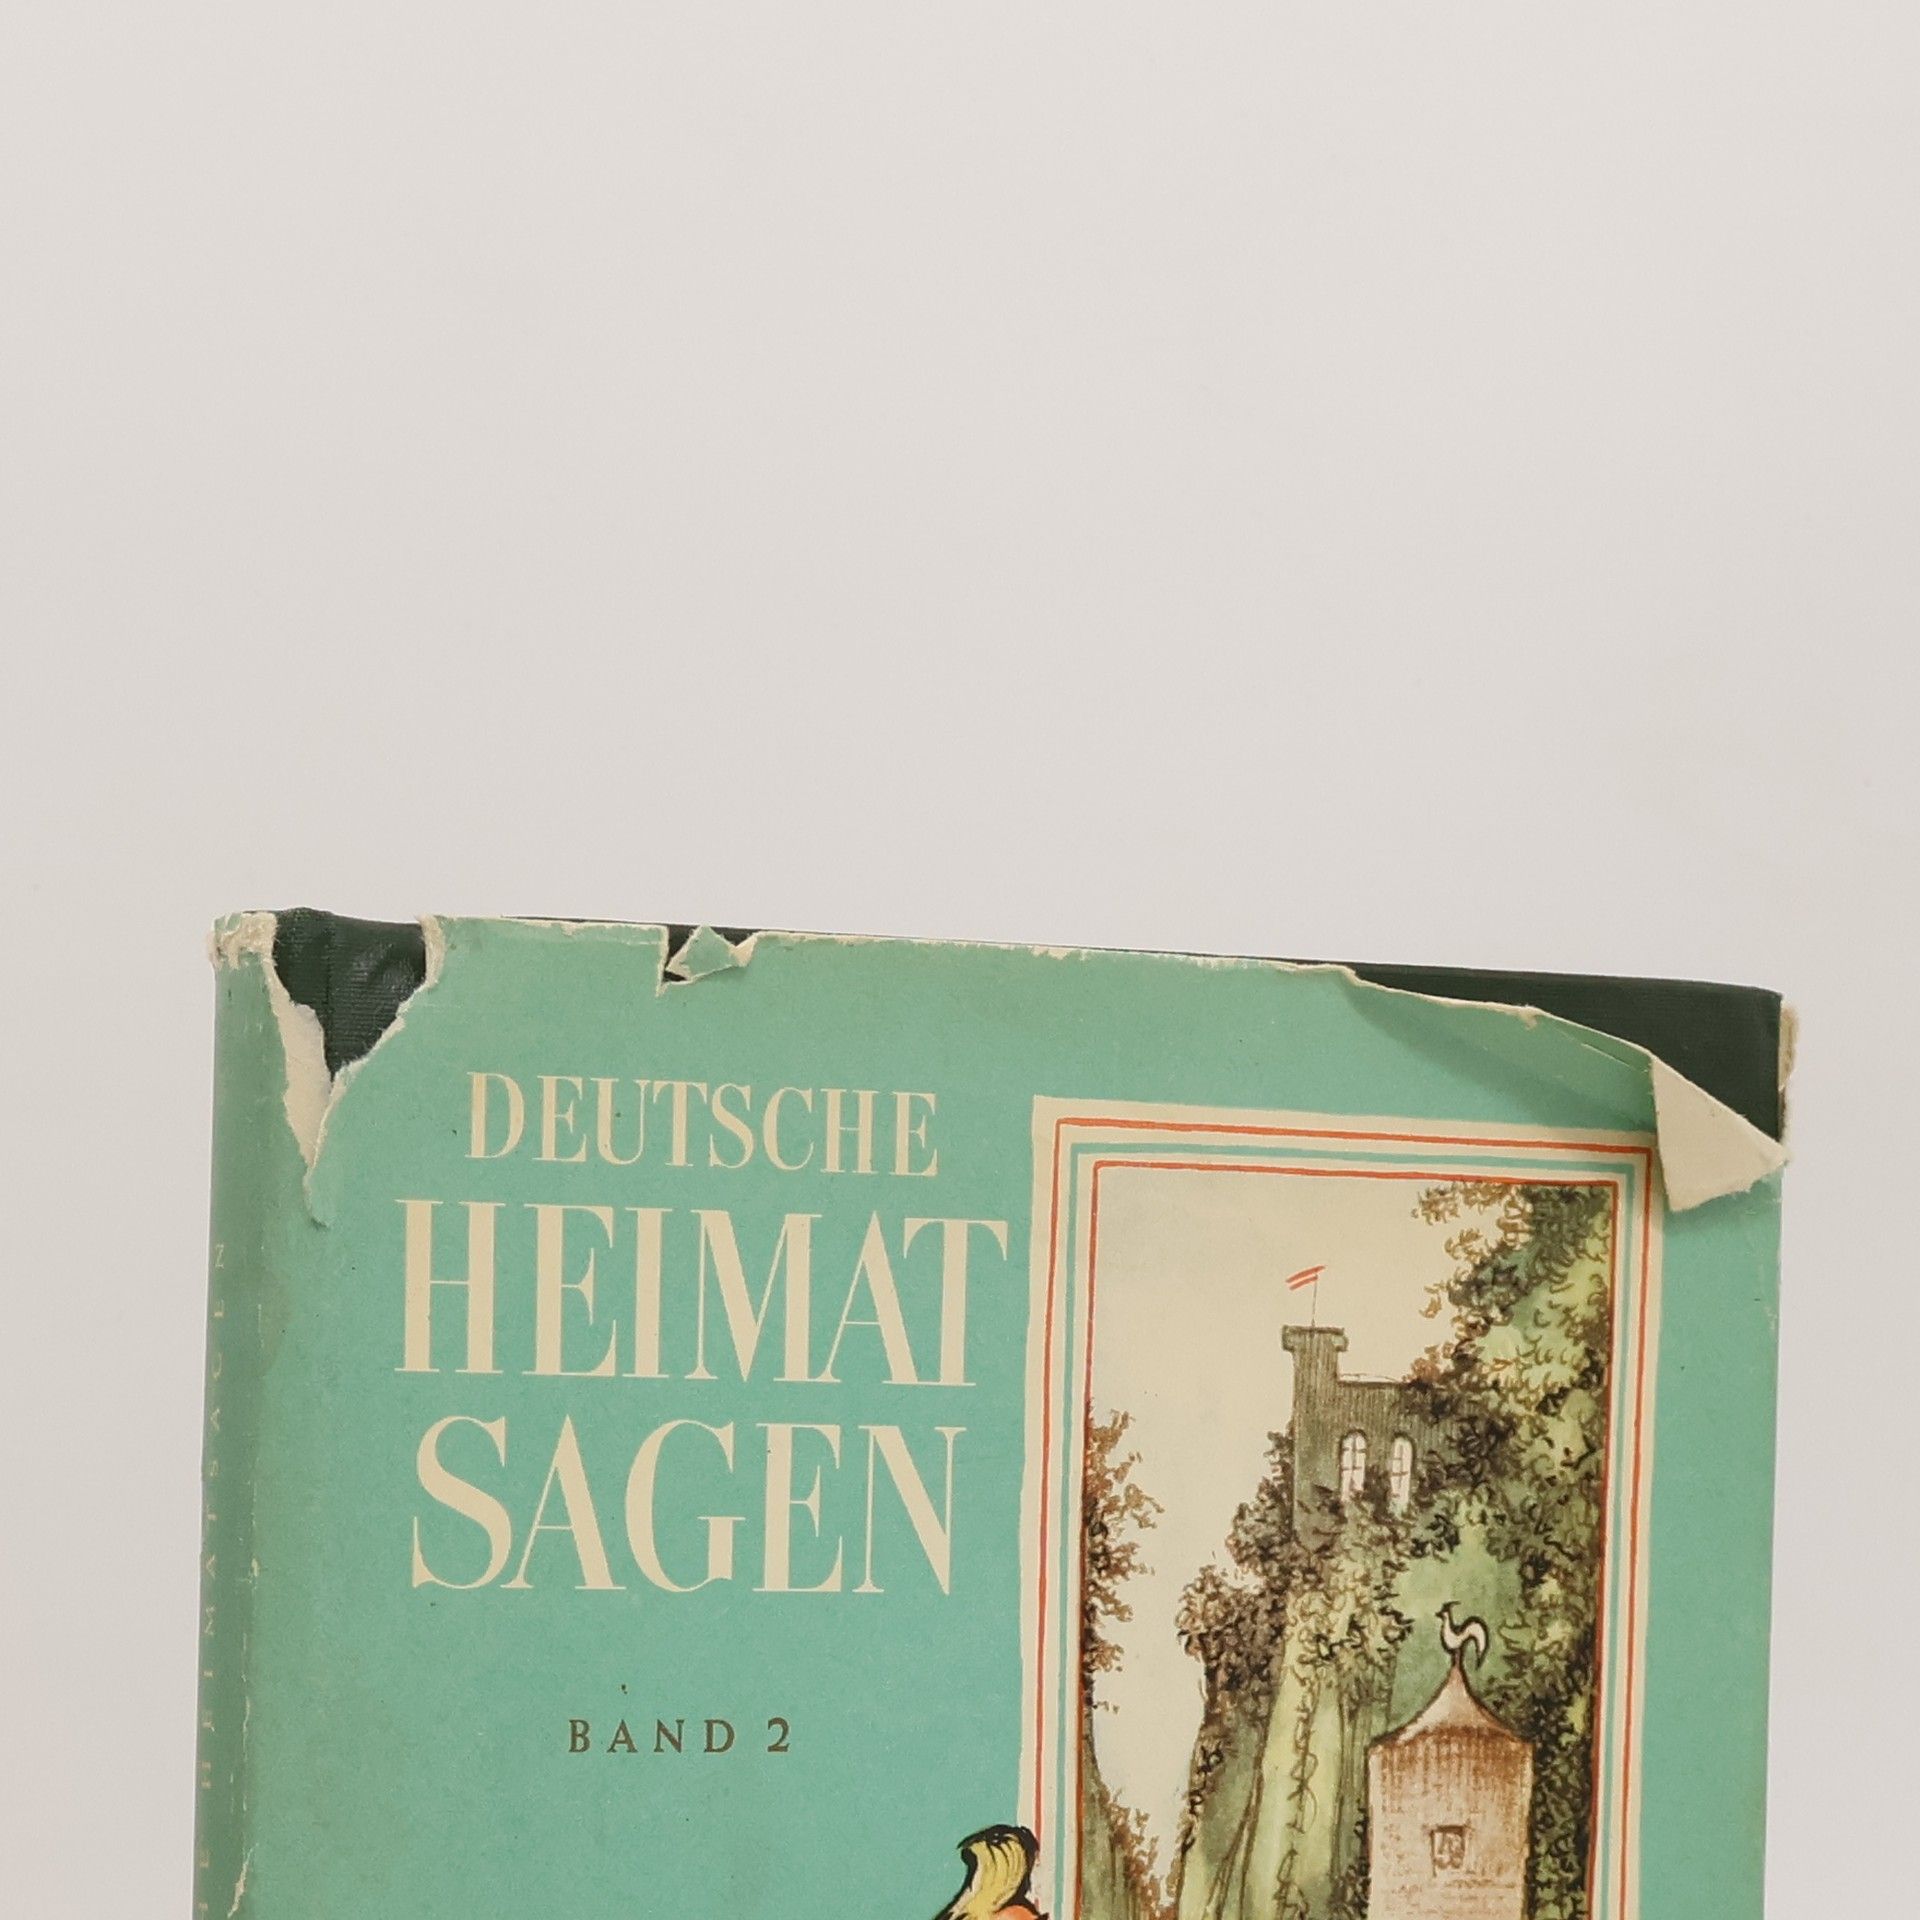 DEUTSCHE
HEIMAT
SAGEN
BAND 2